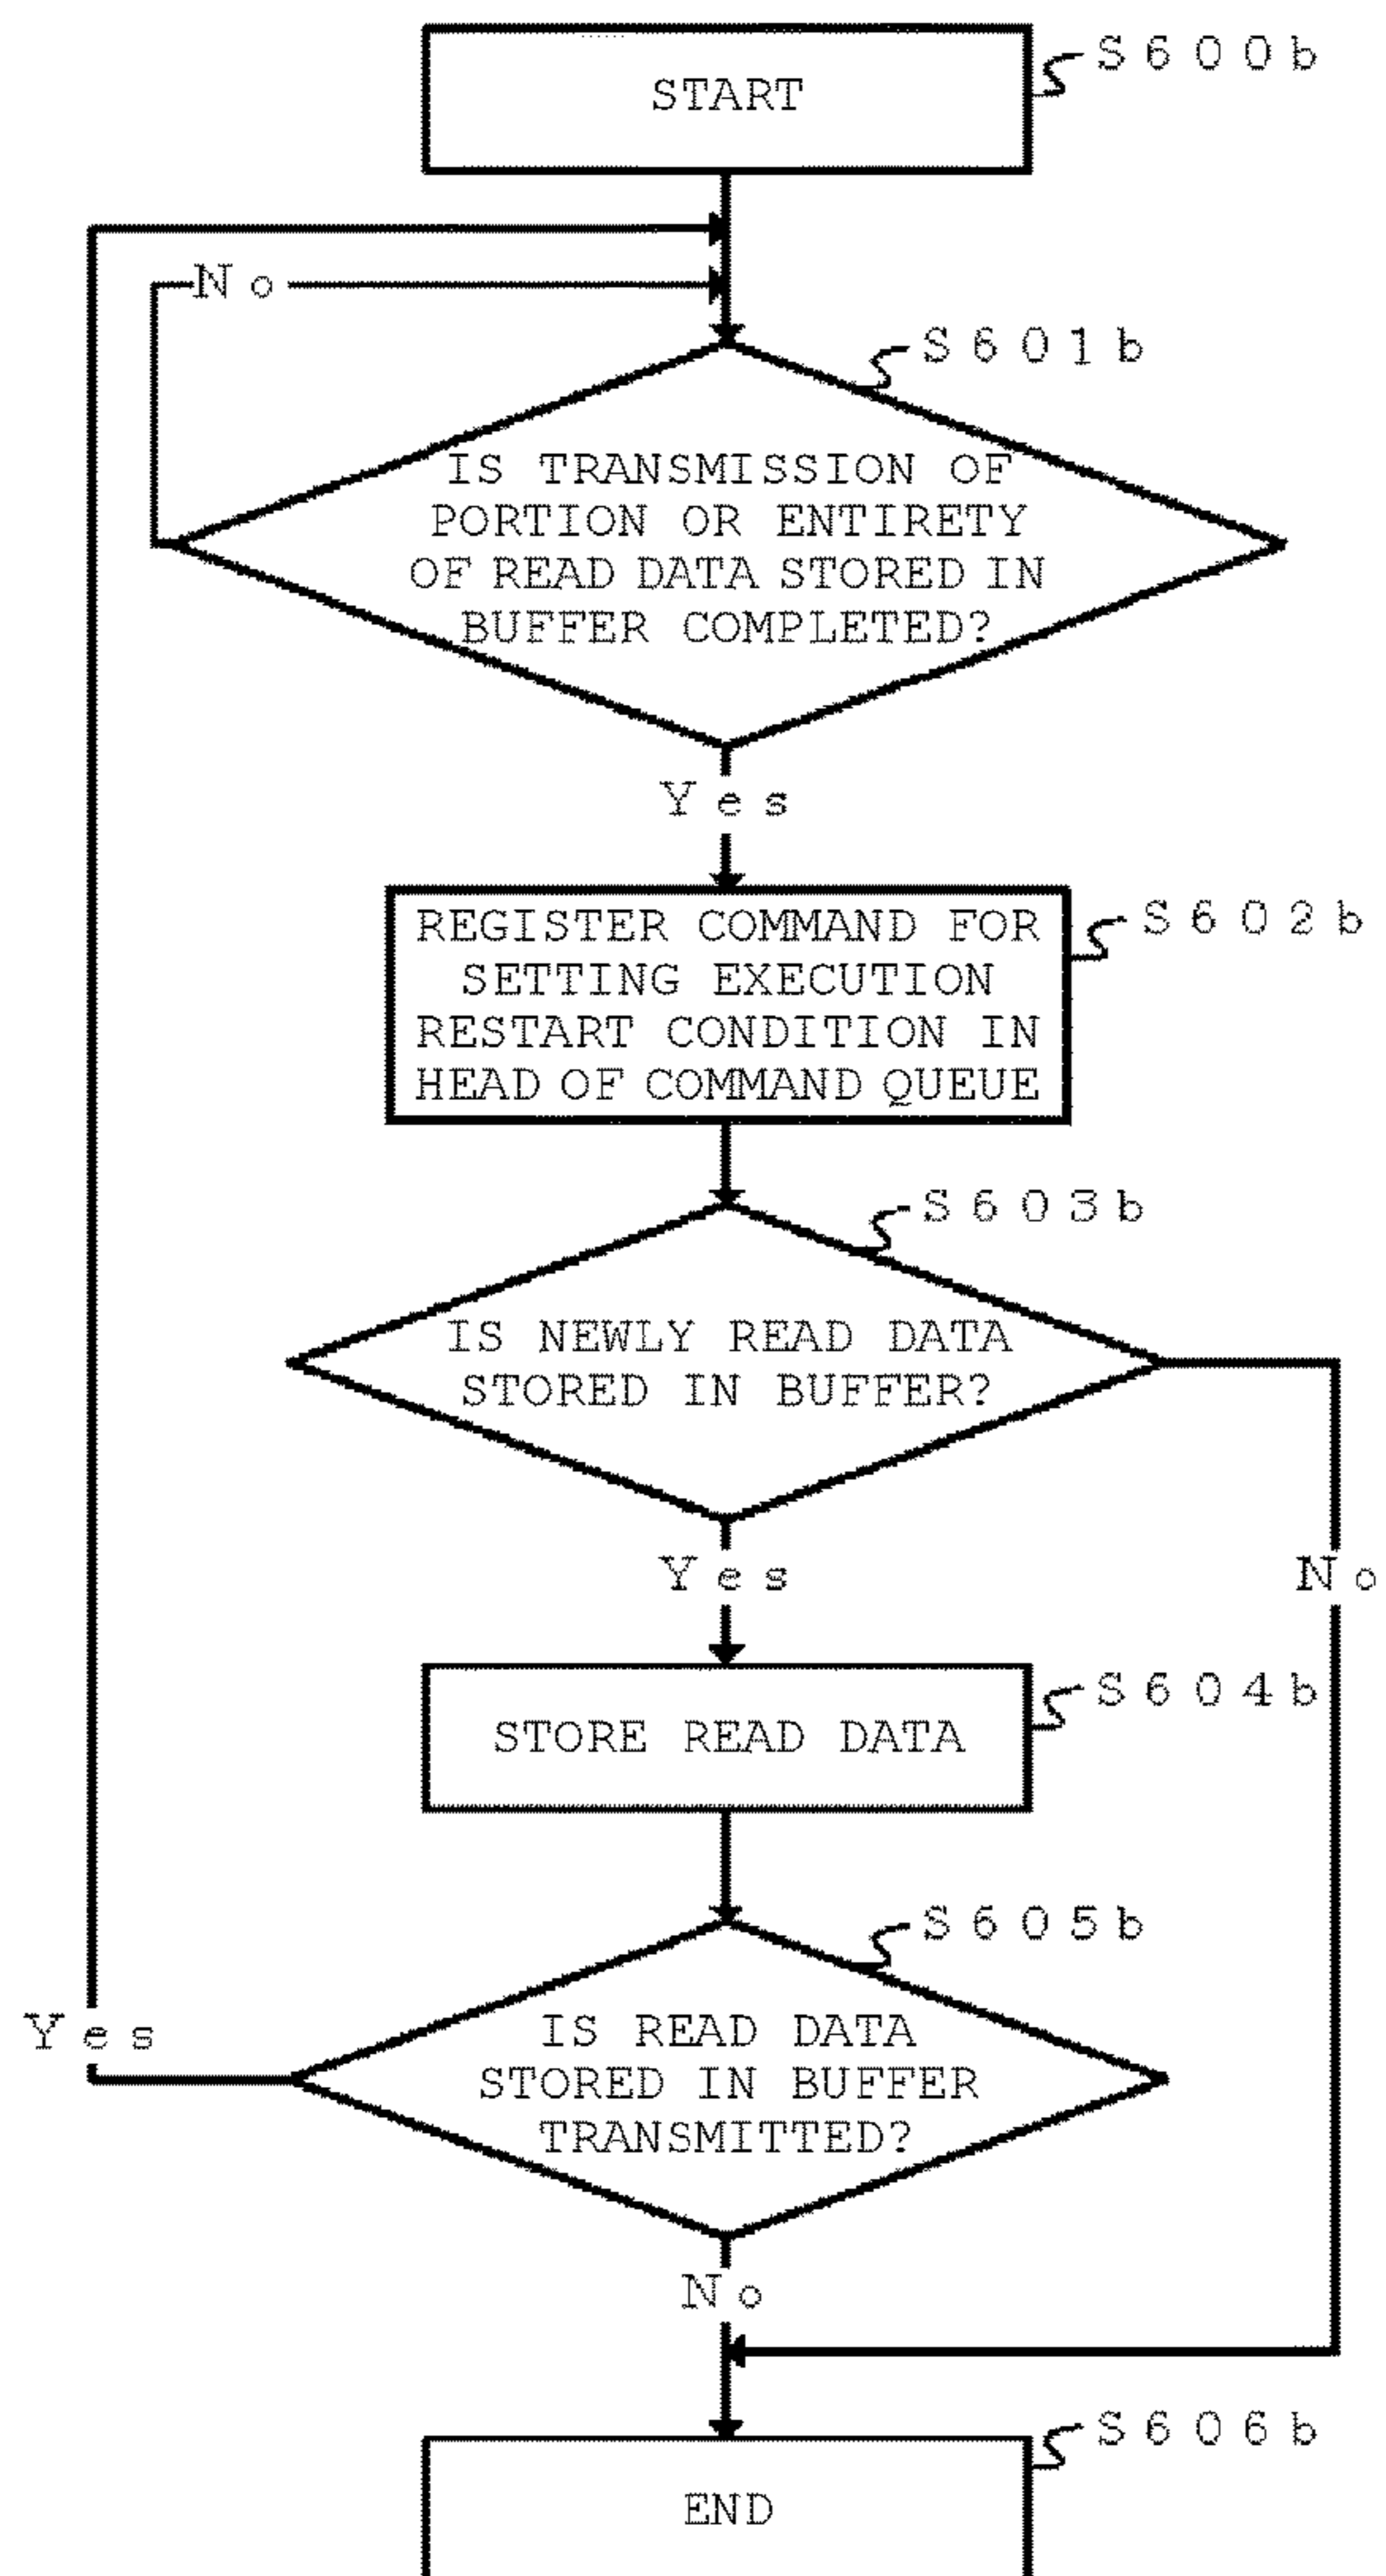 START
S600b
No
S601b
IS TRANSMISSION OF
PORTION OR ENTIRETY
OF READ DATA STORED IN
BUFFER COMPLETED?
Yes
REGISTER COMMAND FOR
SETTING EXECUTION
RESTART CONDITION IN
HEAD OF COMMAND QUEUE
S602b
S603b
IS NEWLY READ DATA
STORED IN BUFFER?
Yes
No
STORE READ DATA
S604b
S605b
IS READ DATA
STORED IN BUFFER
TRANSMITTED?
Yes
No
END
S606b